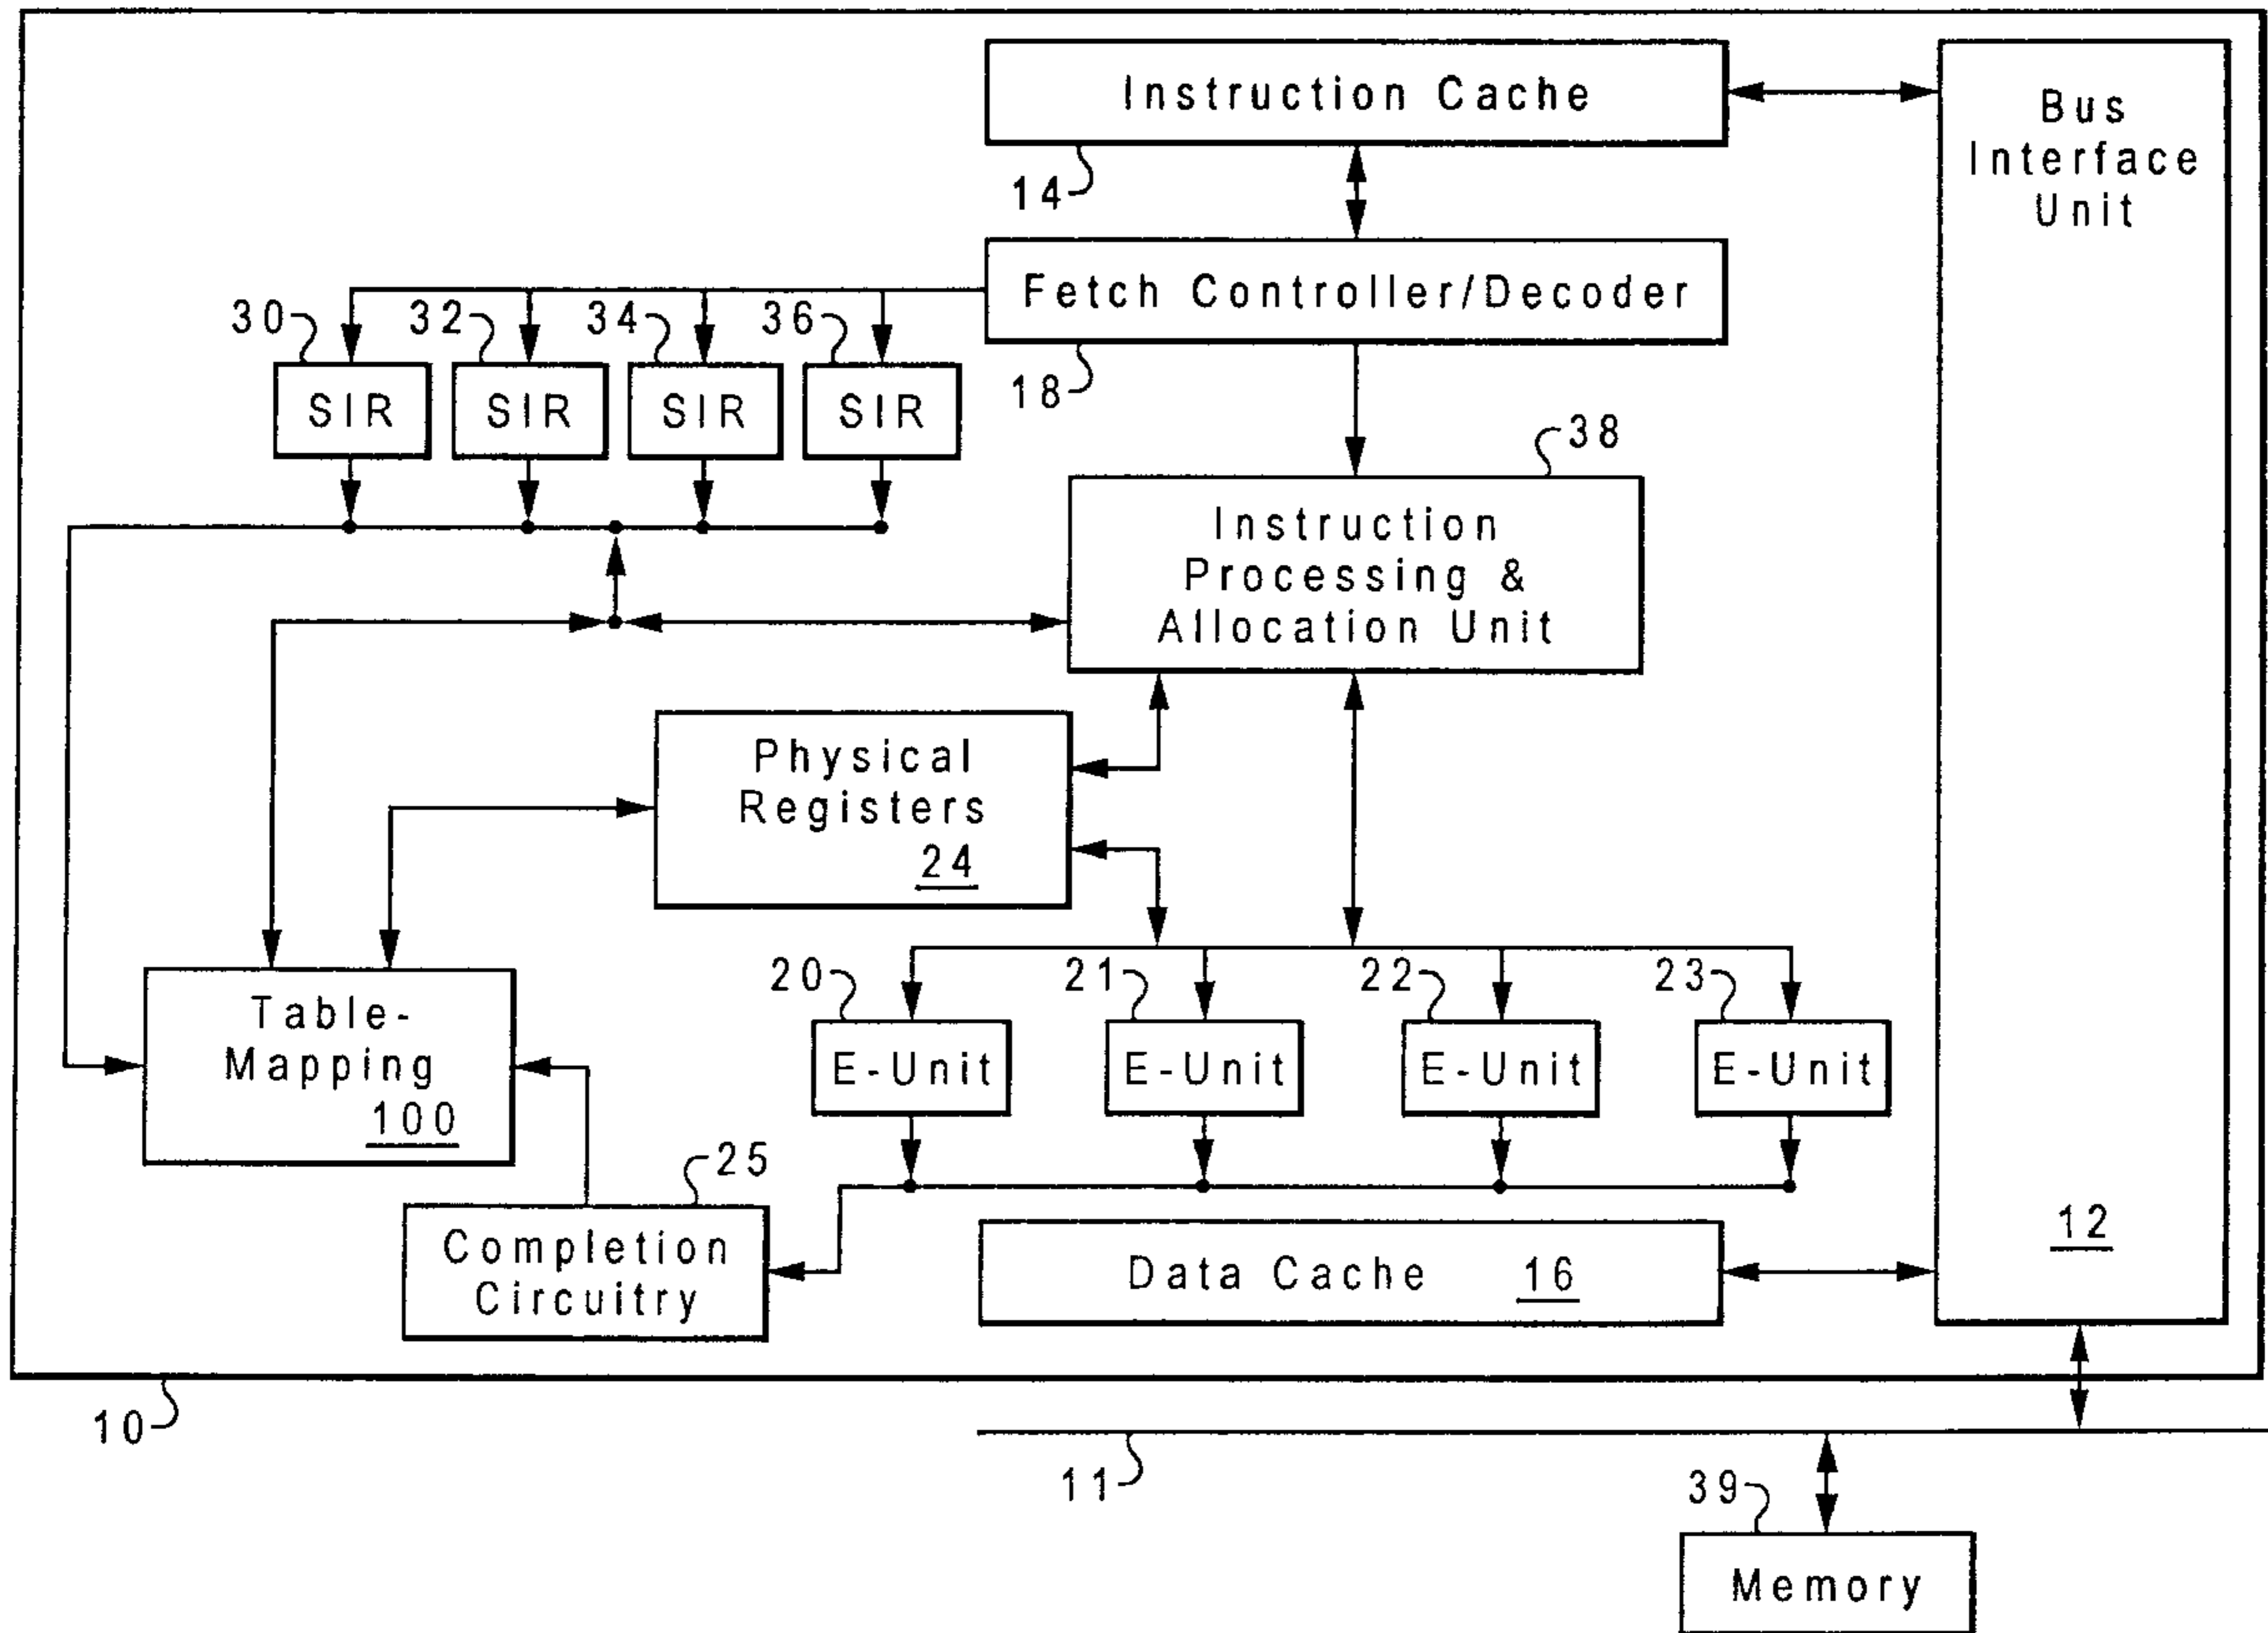 Instruction Cache
14
Bus
Interface
Unit
Fetch Controller/Decoder
18
30 32 34 36
SIR SIR SIR SIR
38
Instruction
Processing &
Allocation Unit
Physical
Registers
24
Table-
Mapping
100
20 21 22 23
E-Unit E-Unit E-Unit E-Unit
25
Completion
Circuitry
Data Cache 16
12
10
11
39
Memory